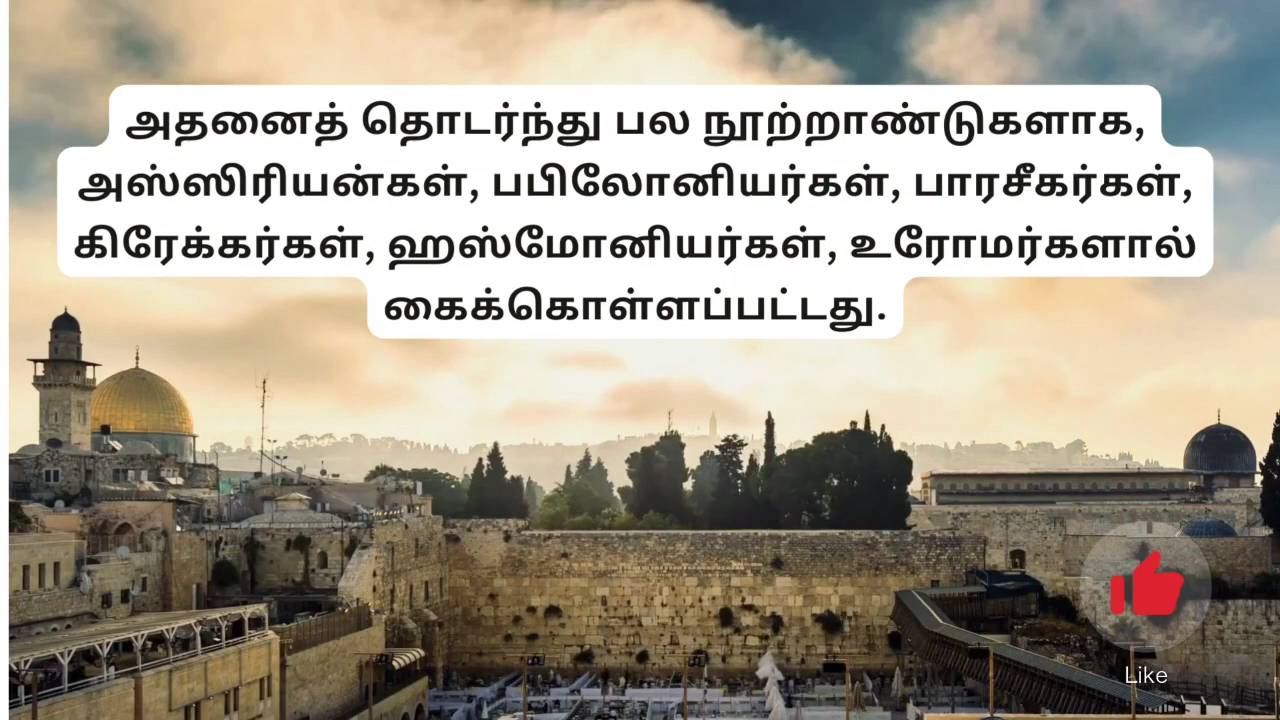 அதனைத் தொடர்ந்து பல நூற்றாண்டுகளாக,
அஸ்ஸிரியன்கள், பபிலோனியர்கள், பாரசீகர்கள்,
கிரேக்கர்கள், ஹஸ்மோனியர்கள், உரோமர்களால்
கைக்கொள்ளப்பட்டது.
Like